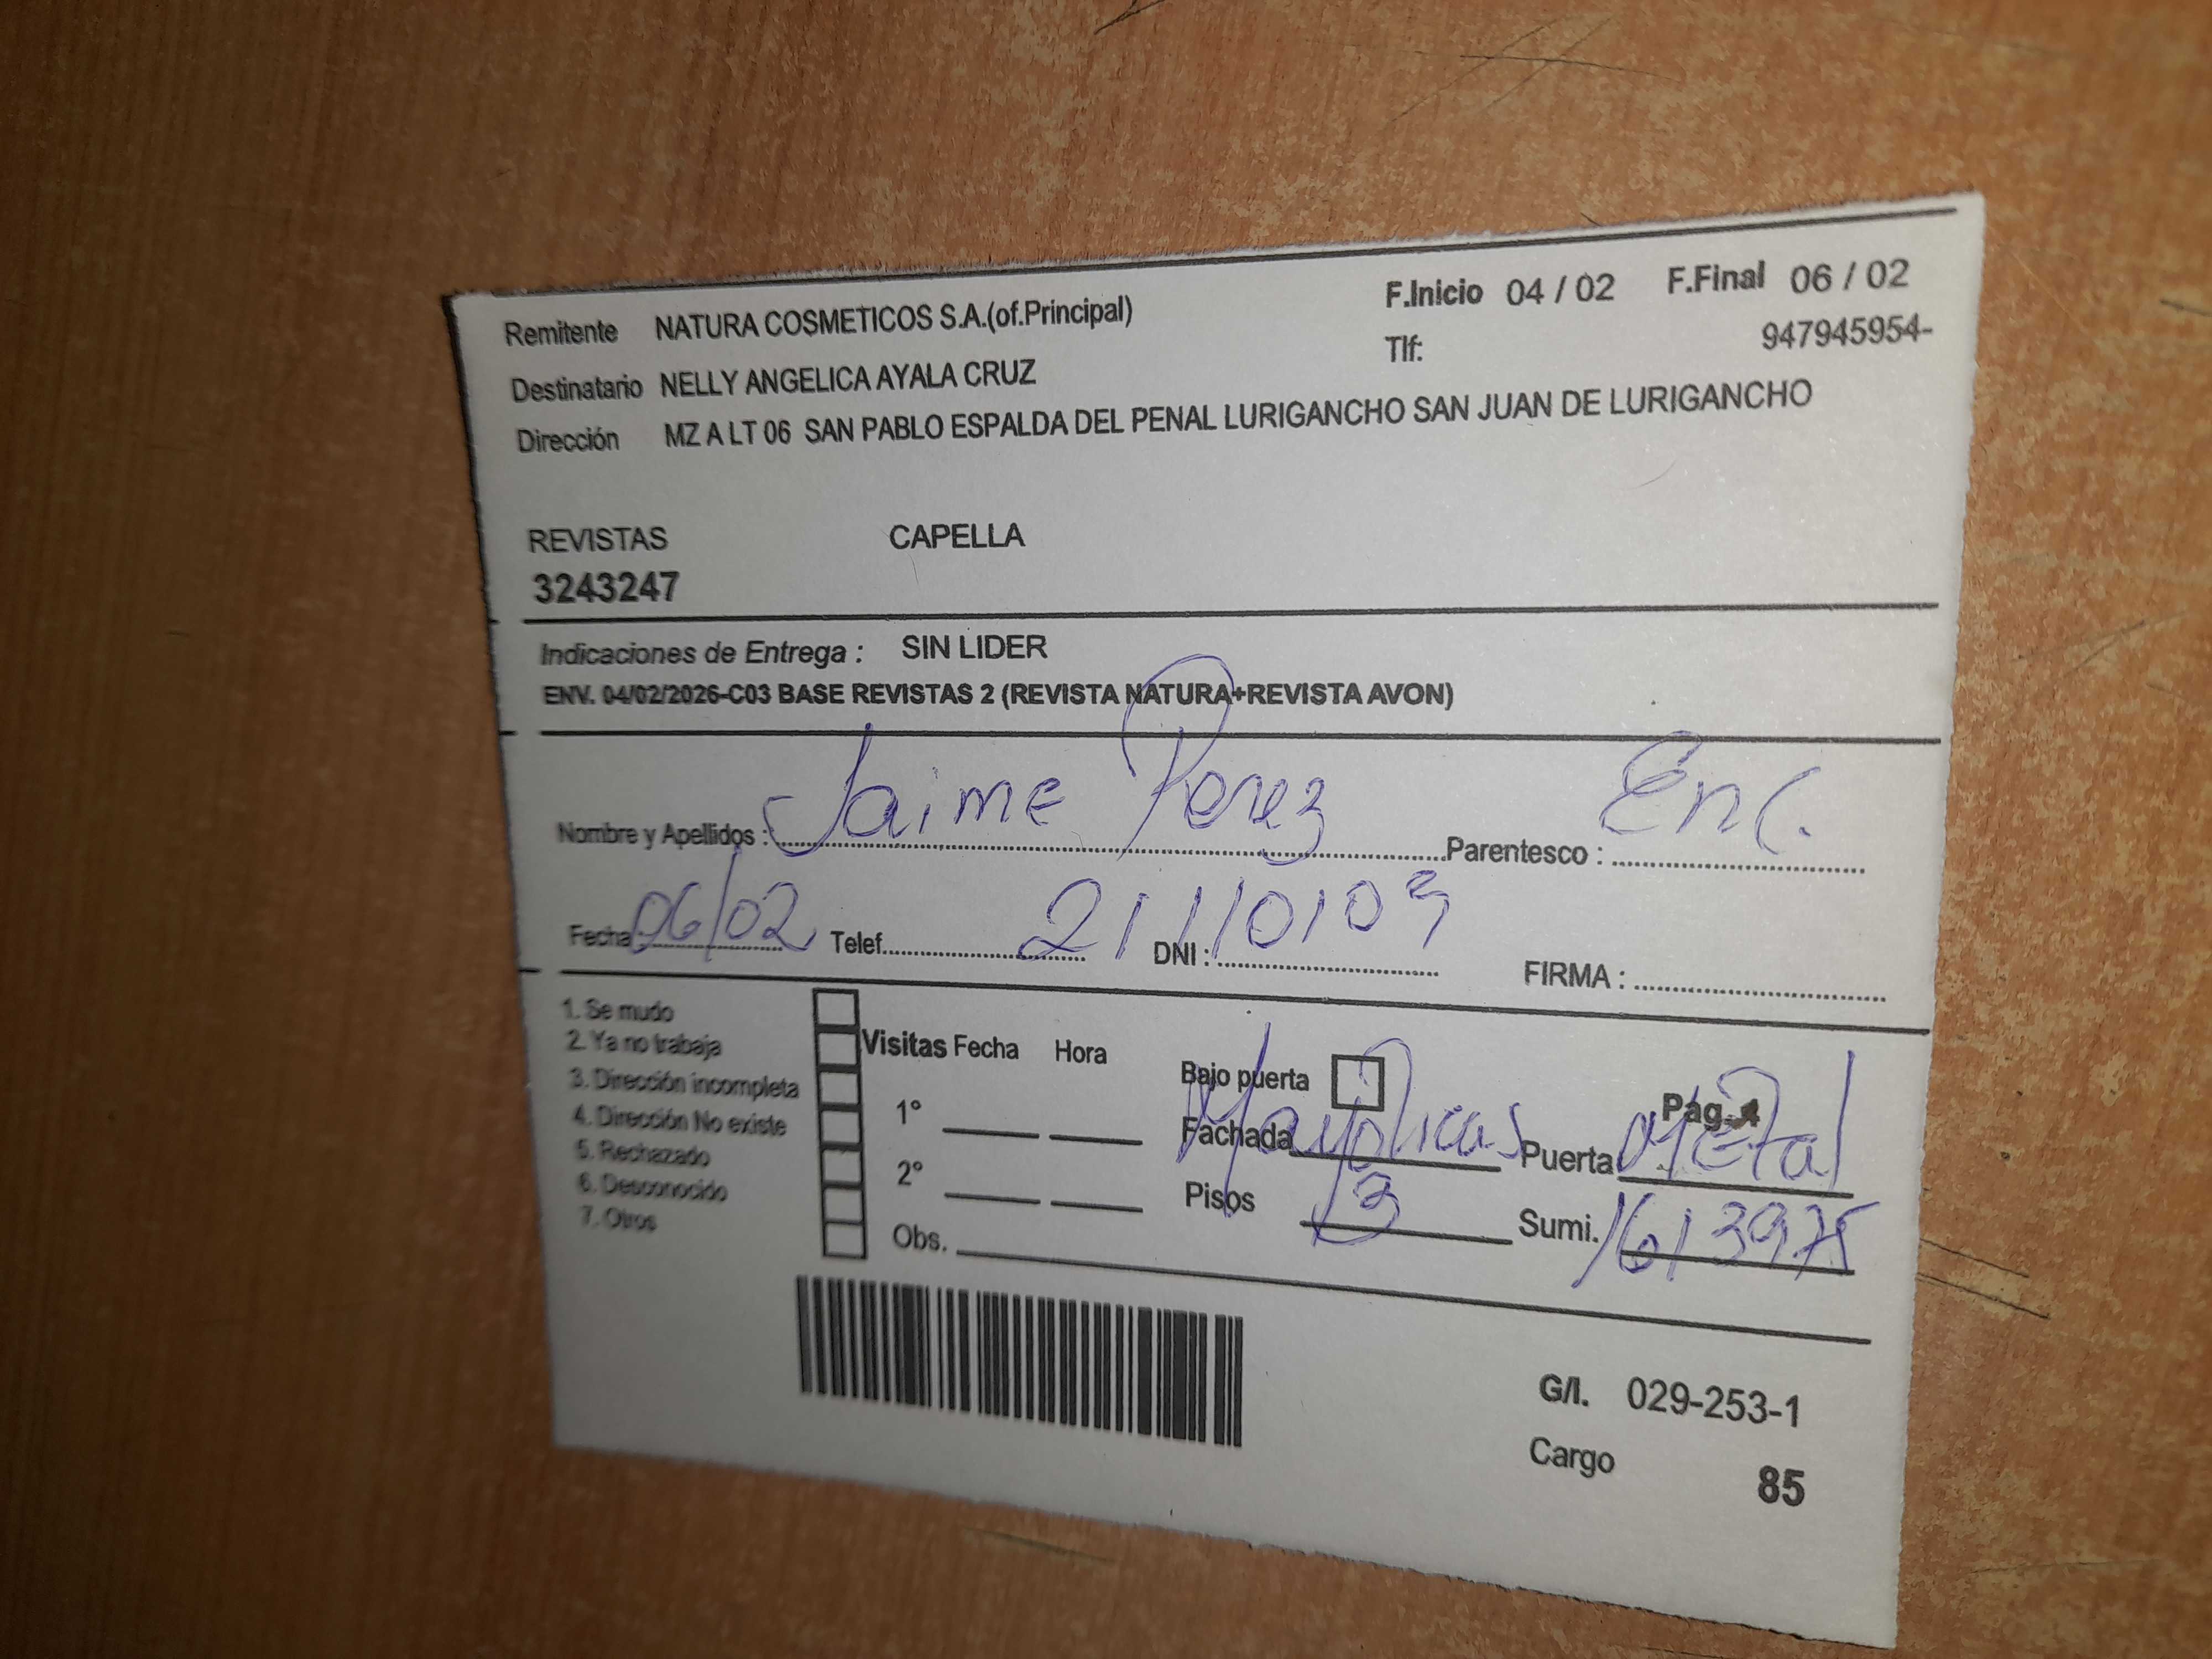 Remitente NATURA COSMETICOS S.A.(of.Principal) F.Inicio 04 / 02 F.Final 06 / 02
Tlf: 947945954-
Destinatario NELLY ANGELICA AYALA CRUZ
Dirección MZ A LT 06 SAN PABLO ESPALDA DEL PENAL LURIGANCHO SAN JUAN DE LURIGANCHO
REVISTAS CAPELLA
3243247
Indicaciones de Entrega : SIN LIDER
ENV. 04/02/2026-C03 BASE REVISTAS 2 (REVISTA NATURA+REVISTA AVON)
Nombre y Apellidos : Jaime Perez Parentesco : Enc.
Fecha : 06/02 Telef. DNI : 21110109 FIRMA :
1. Se mudo
2. Ya no trabaja
3. Dirección incompleta
4. Dirección No existe
5. Rechazado
6. Desconocido
7. Otros
Visitas Fecha Hora
1°
2°
Obs.
Bajo puerta Pág.
Fachada Mayolicas Puerta Metal
Pisos 3 Sumi.
G/I. 029-253-1
Cargo 85